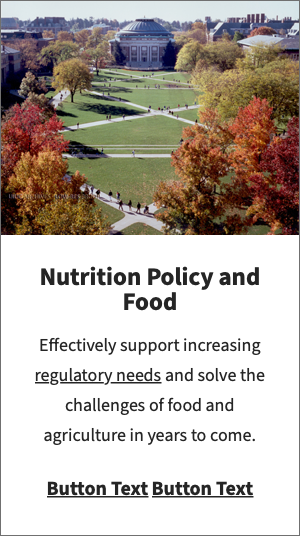 Nutrition Policy and
Food
Effectively support increasing
regulatory needs and solve the
challenges of food and
agriculture in years to come.
Button Text Button Text